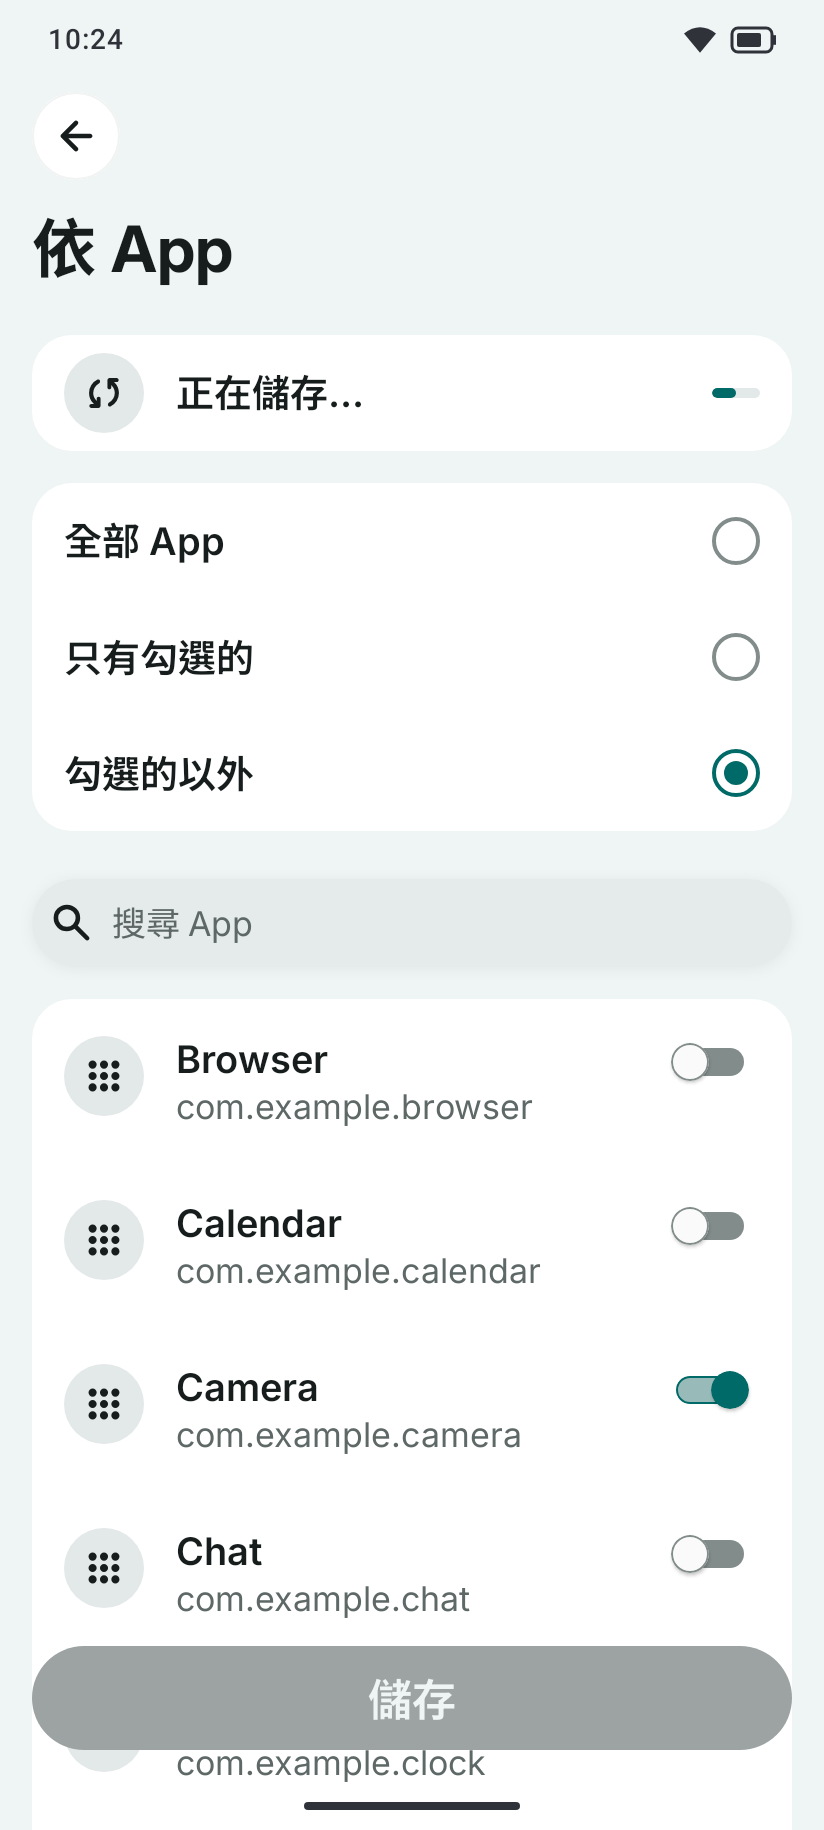 10:24
依 App
正在儲存...
全部 App
只有勾選的
勾選的以外
搜尋 App
Browser
com.example.browser
Calendar
com.example.calendar
Camera
com.example.camera
Chat
com.example.chat
儲存
com.example.clock